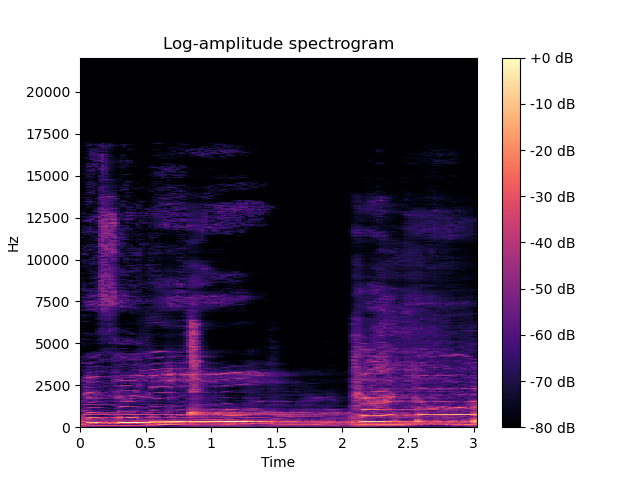 Log-amplitude spectrogram
20000
17500
15000
12500
10000
7500
5000
2500
0
Hz
0 0.5 1 1.5 2 2.5 3
Time
+0 dB
-10 dB
-20 dB
-30 dB
-40 dB
-50 dB
-60 dB
-70 dB
-80 dB